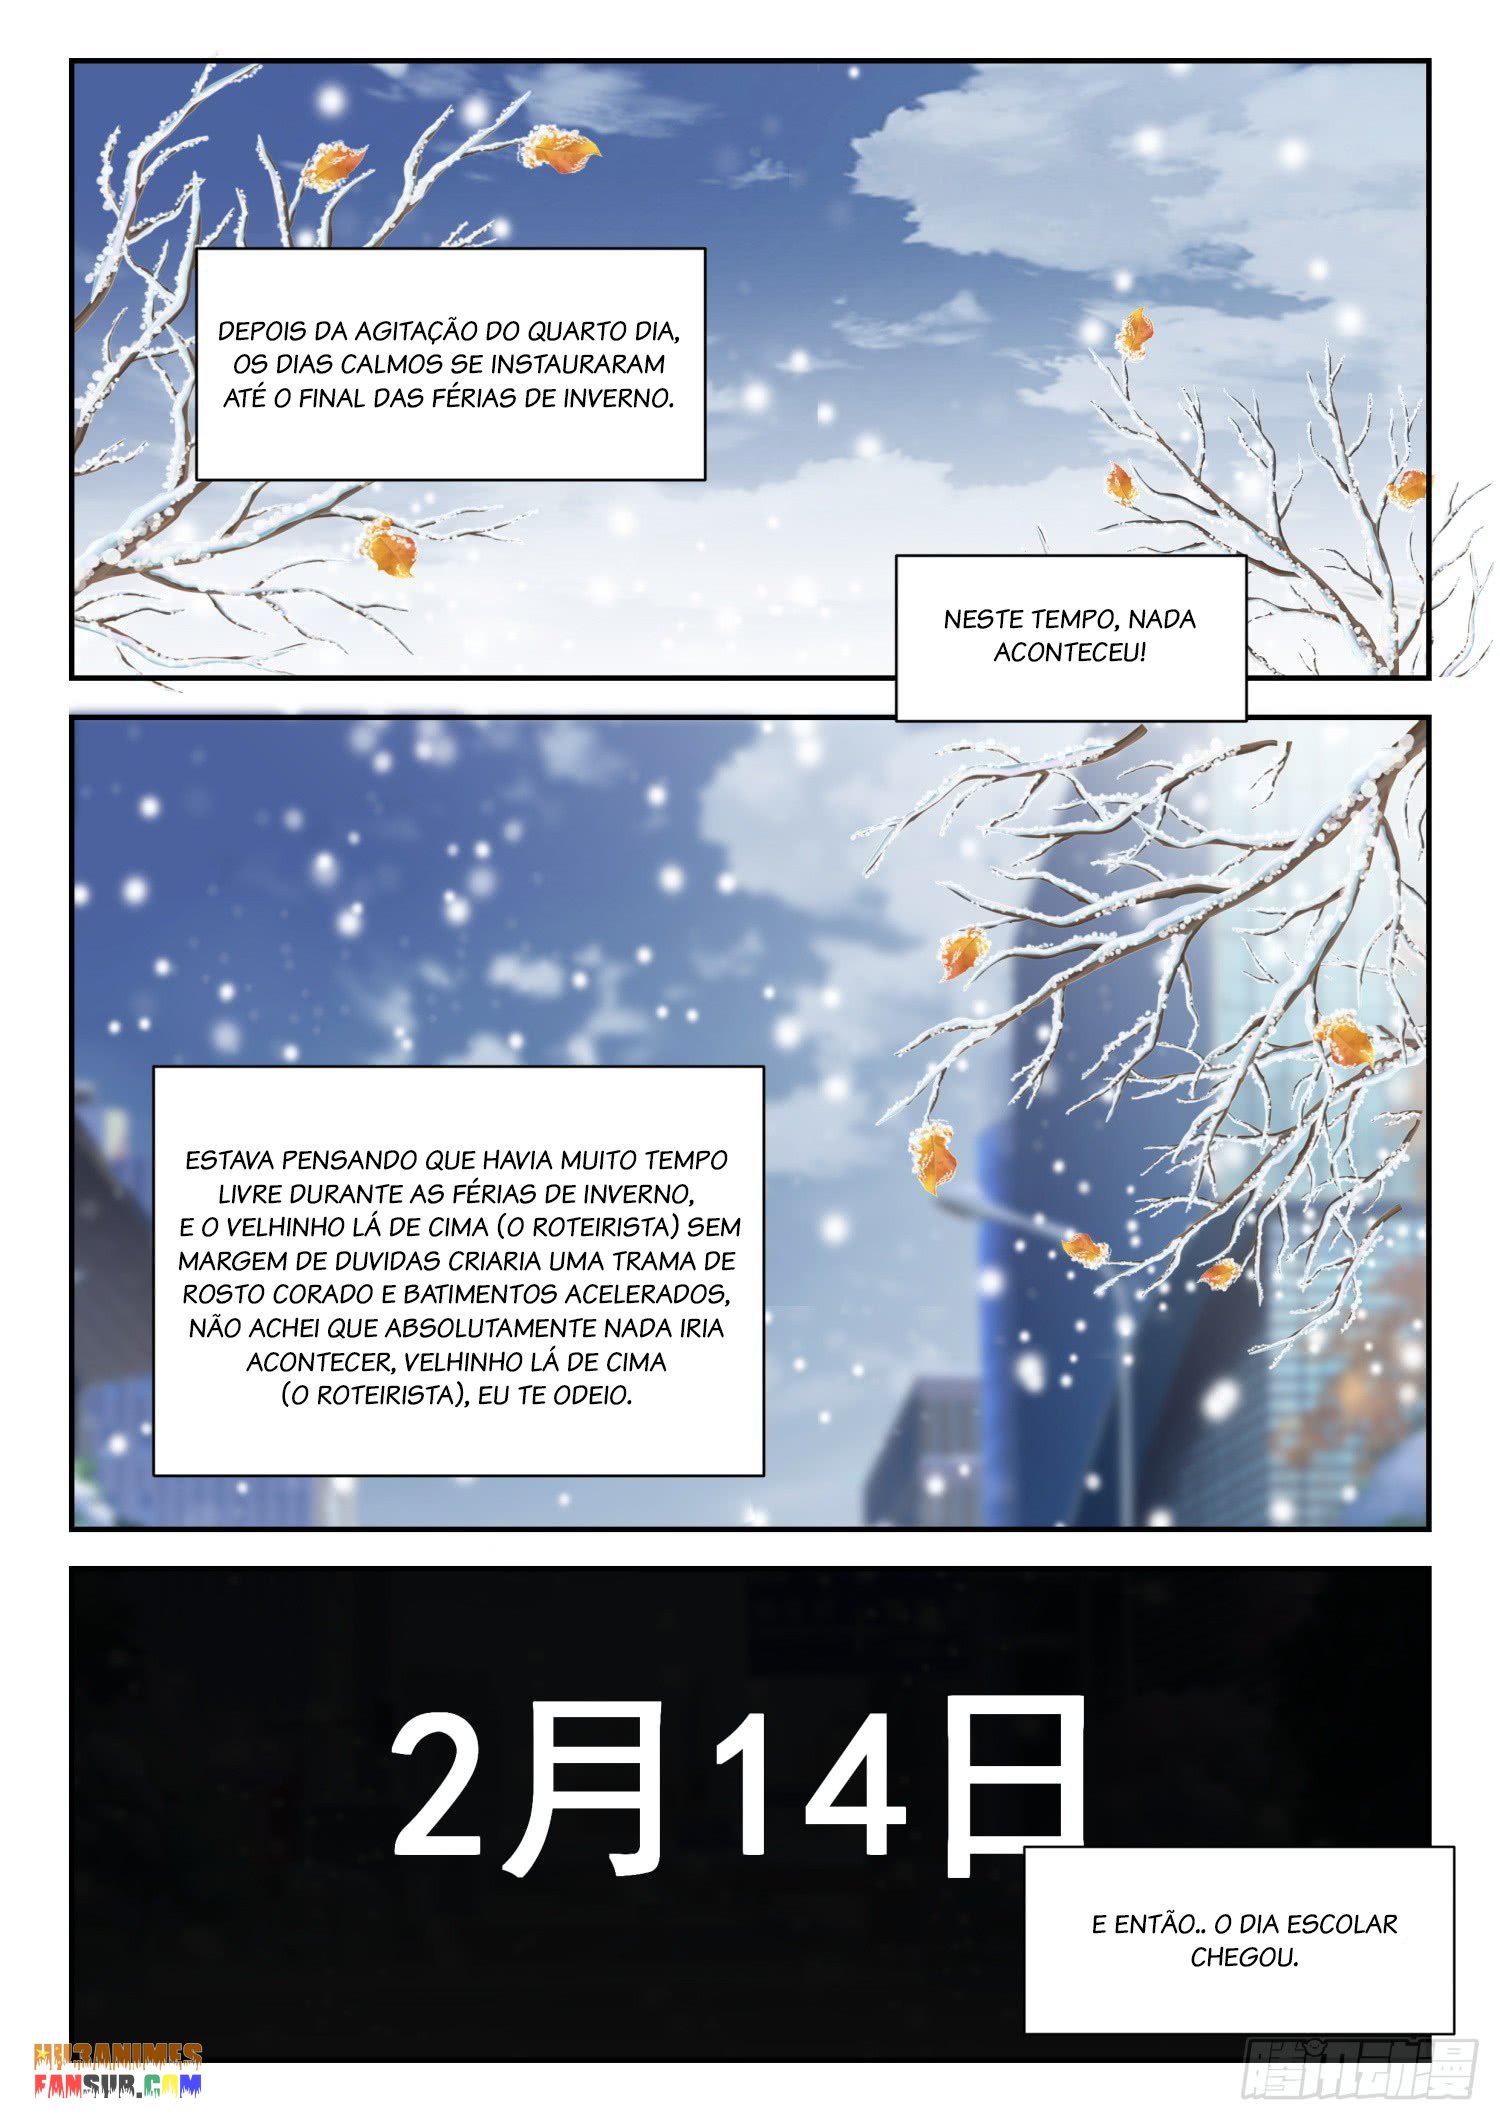 DEPOIS DA AGITAÇÃO DO QUARTO DIA,
OS DIAS CALMOS SE INSTAURARAM
ATÉ O FINAL DAS FÉRIAS DE INVERNO.
NESTE TEMPO, NADA
ACONTECEU!
ESTAVA PENSANDO QUE HAVIA MUITO TEMPO
LIVRE DURANTE AS FÉRIAS DE INVERNO,
E O VELHINHO LÁ DE CIMA (O ROTEIRISTA) SEM
MARGEM DE DUVIDAS CRIARIA UMA TRAMA DE
ROSTO CORADO E BATIMENTOS ACELERADOS,
NÃO ACHEI QUE ABSOLUTAMENTE NADA IRIA
ACONTECER, VELHINHO LÁ DE CIMA
(O ROTEIRISTA), EU TE ODEIO.
2月14日
E ENTÃO.. O DIA ESCOLAR
CHEGOU.
HU3ANIMES
FANSUB.COM
腾讯动漫